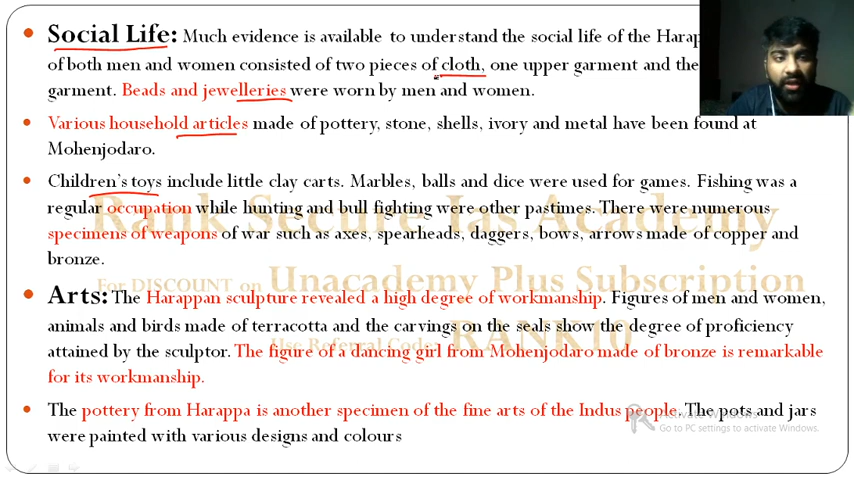 Social Life: Much evidence is available to understand the social life of the Harap
of both men and women consisted of two pieces of cloth, one upper garment and the
garment. Beads and jewelleries were worn by men and women.
Various household articles made of pottery, stone, shells, ivory and metal have been found at
Mohenjodaro.
Children's toys include little clay carts. Marbles, balls and dice were used for games. Fishing was a
regular occupation while hunting and bull fighting were other pastimes. There were numerous
specimens of weapons of war such as axes, spearheads, daggers, bows, arrows made of copper and
bronze.
Rank Secure Ias Academy
For DISCOUNT on Unacademy Plus Subscription
Arts: The Harappan sculpture revealed a high degree of workmanship. Figures of men and women,
animals and birds made of terracotta and the carvings on the seals show the degree of proficiency
attained by the sculptor. The figure of a dancing girl from Mohenjodaro made of bronze is remarkable
Use Referral Code: RANK10
for its workmanship.
The pottery from Harappa is another specimen of the fine arts of the Indus people. The pots and jars
were painted with various designs and colours
Activate Windows
Go to PC settings to activate Windows.